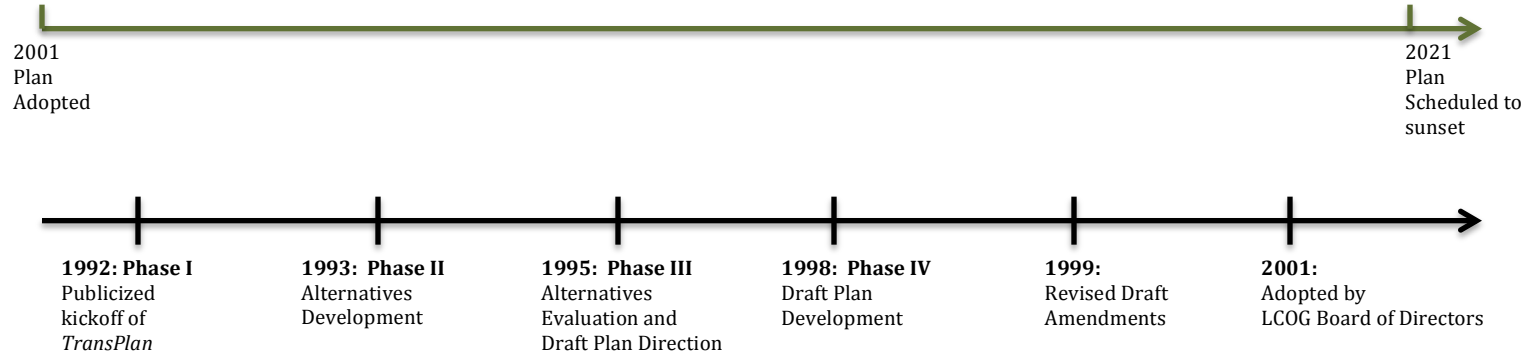 2001
Plan
Adopted
2021
Plan
Scheduled to
sunset
1992: Phase I
Publicized
kickoff of
TransPlan
1993:  Phase II
Alternatives
Development
1995:  Phase III
Alternatives
Evaluation and
Draft Plan Direction
1998:  Phase IV
Draft Plan
Development
1999:
Revised Draft
Amendments
2001:
Adopted by
LCOG Board of Directors